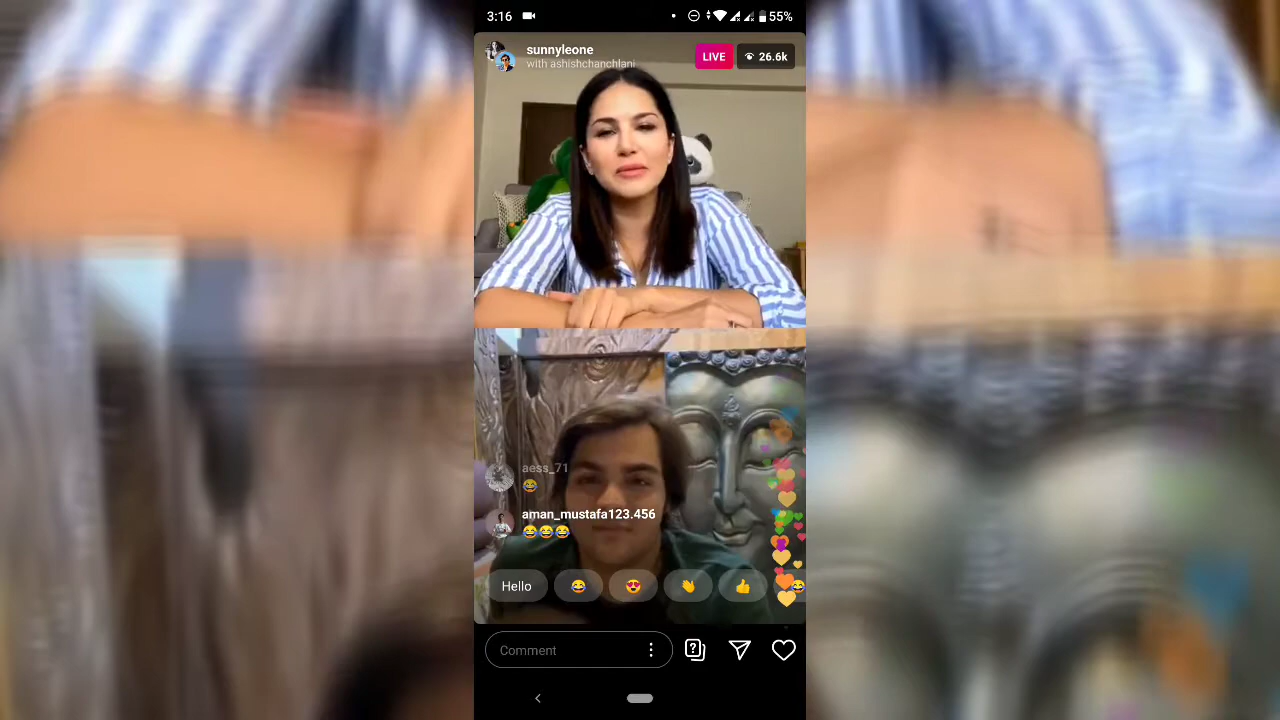 3:16
55%
sunnyleone
with ashishchanchlani
LIVE
26.6k
aess_71
aman_mustafa123.456
Hello
Comment